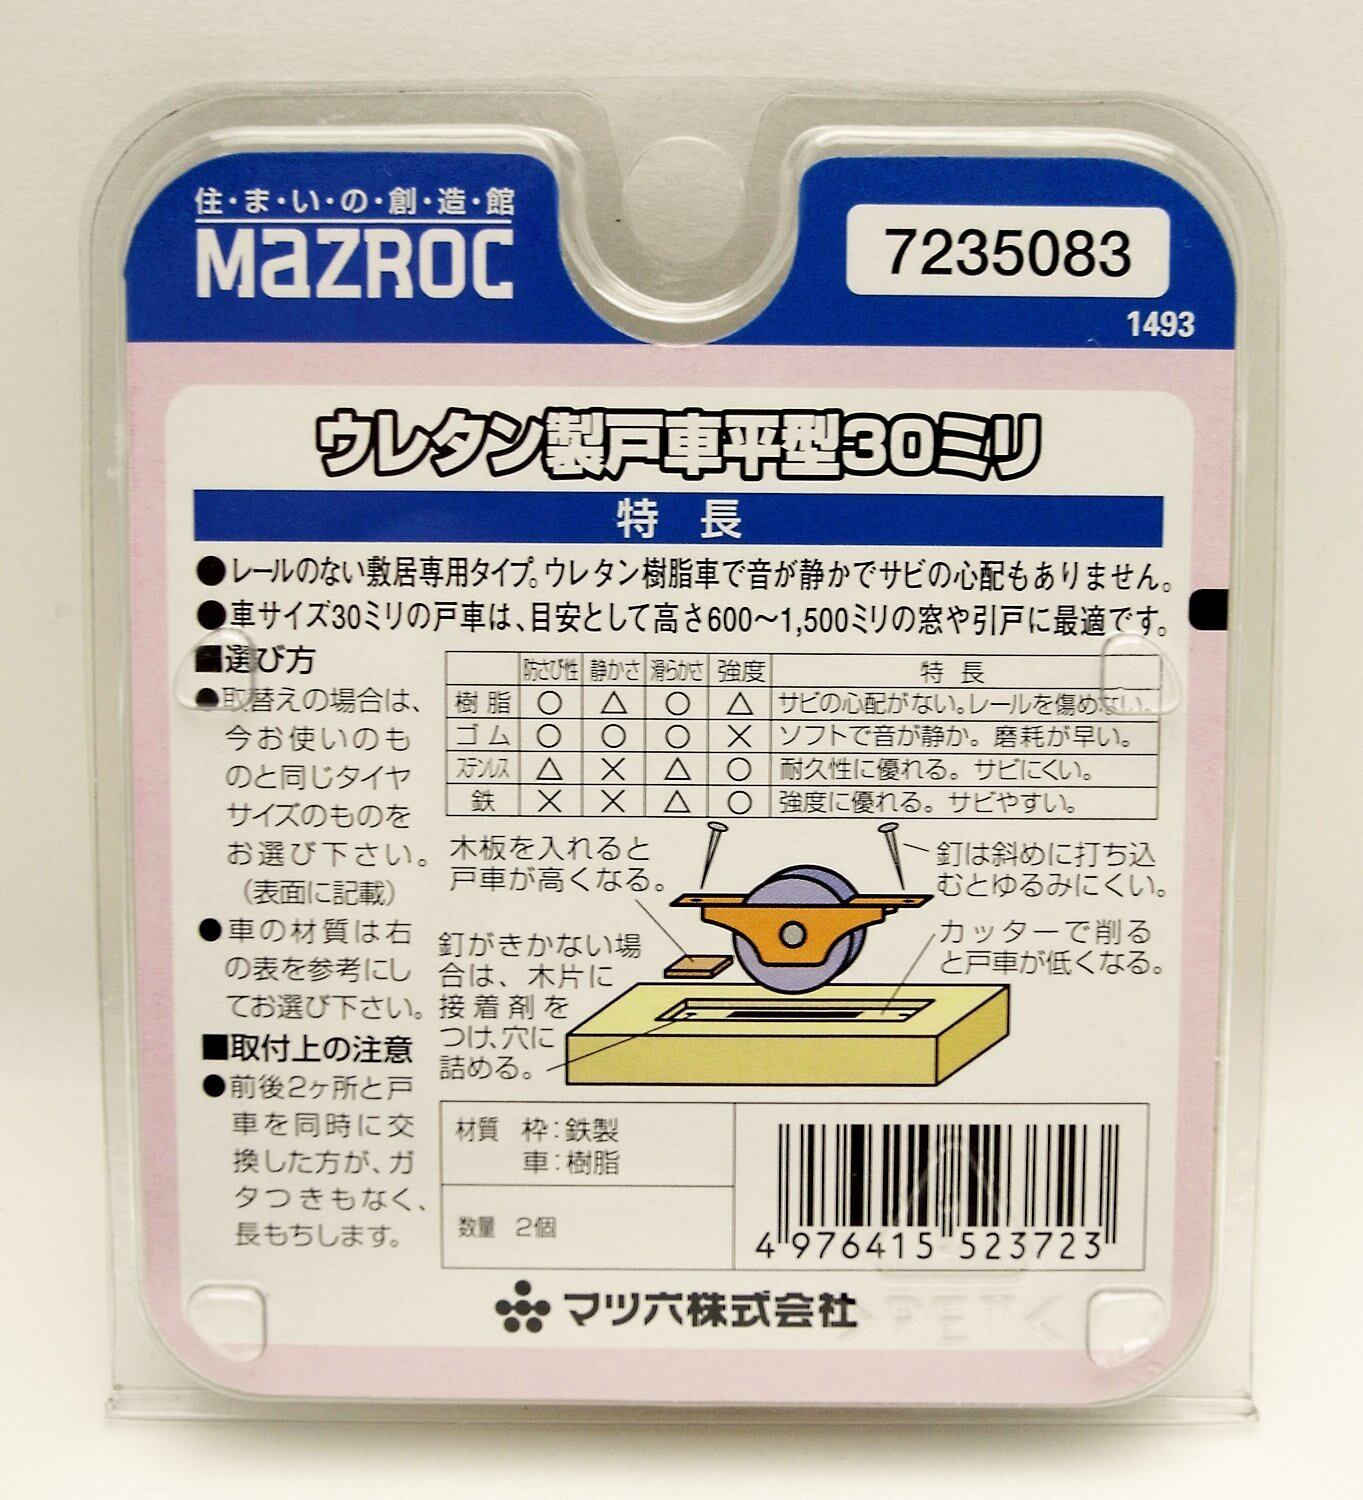 住・ま・い・の・創・造・館
MAZROC
7235083
1493
ウレタン製戸車平型30ミリ
特 長
●レールのない敷居専用タイプ。ウレタン樹脂車で音が静かでサビの心配もありません。
●車サイズ30ミリの戸車は、目安として高さ600〜1,500ミリの窓や引戸に最適です。
■選び方
●取替えの場合は、
今お使いのも
のと同じタイヤ
サイズのものを
お選び下さい。
(表面に記載)
●車の材質は右
の表を参考にし
てお選び下さい。
■取付上の注意
●前後2ヶ所と戸
車を同時に交
換した方が、ガ
タつきもなく、
長もちします。
防さび性 静かさ 滑らかさ 強度 特 長
樹 脂 ○ △ ○ △ サビの心配がない。レールを傷めない。
ゴ ム ○ ○ ○ × ソフトで音が静か。磨耗が早い。
ステンレス △ × △ ○ 耐久性に優れる。サビにくい。
鉄 × × △ ○ 強度に優れる。サビやすい。
木板を入れると
戸車が高くなる。
釘は斜めに打ち込
むとゆるみにくい。
釘がきかない場
合は、木片に
接着剤を
つけ、穴に
詰める。
カッターで削る
と戸車が低くなる。
材質 枠:鉄製
車:樹脂
数量 2個
4 976415 523723
マツ六株式会社
PET